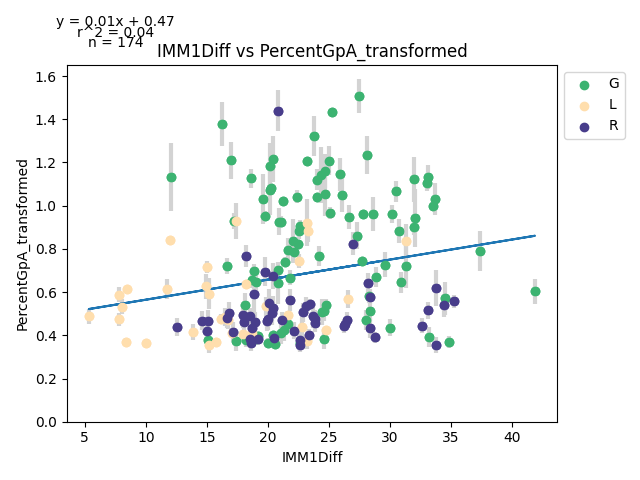 y = 0.01x + 0.47
r^2 = 0.04
n = 174
IMM1Diff vs PercentGpA_transformed
PercentGpA_transformed
1.6
1.4
1.2
1.0
0.8
0.6
0.4
0.2
0.0
5 10 15 20 25 30 35 40
IMM1Diff
G
L
R